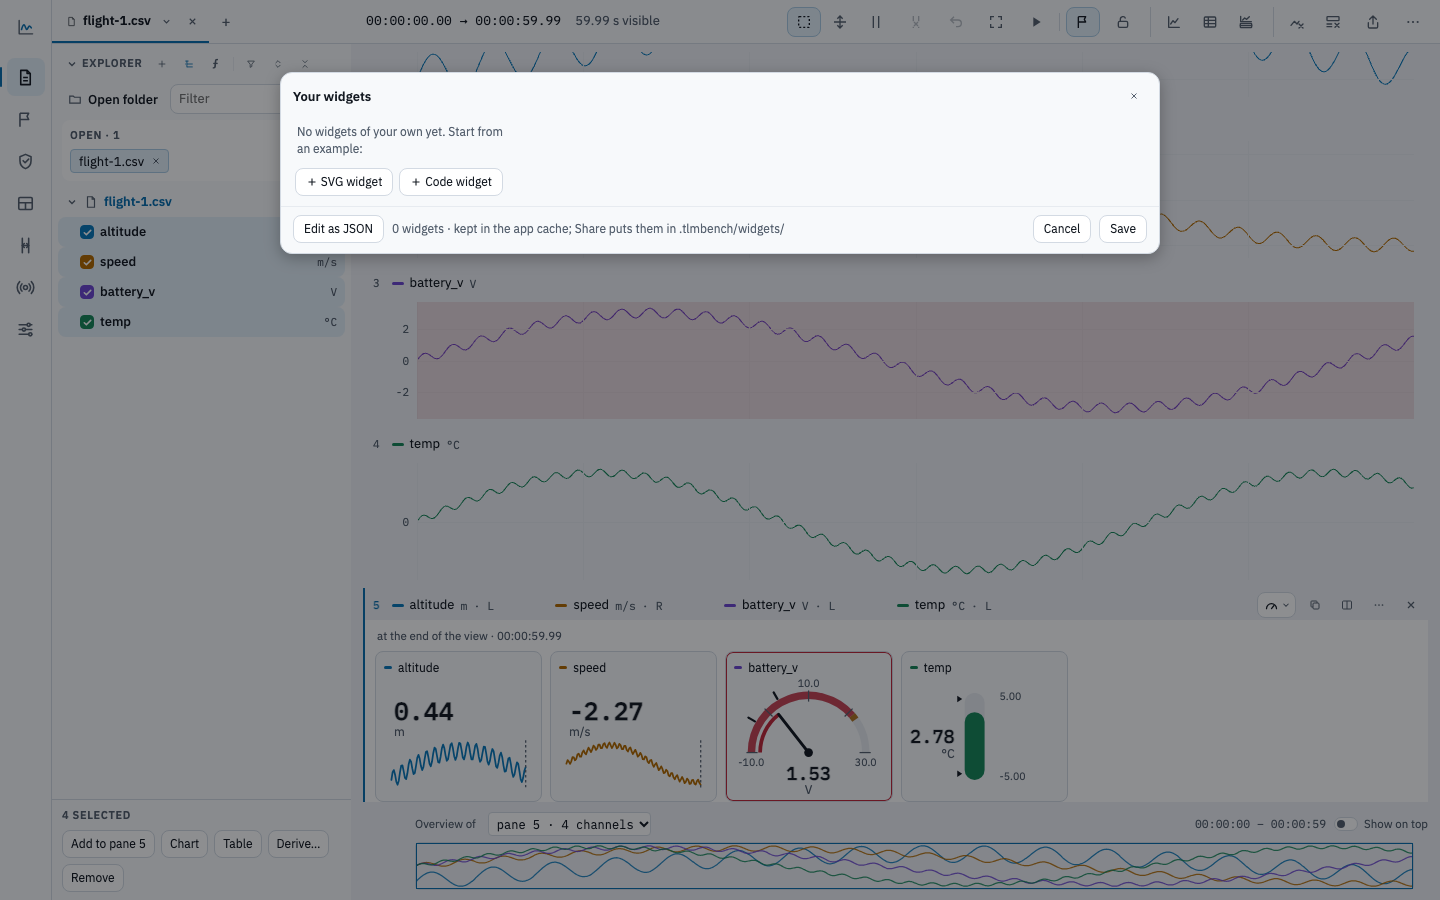 flight-1.csv
00:00:00.00 → 00:00:59.99 59.99 s visible
EXPLORER
Open folder
Filter
OPEN · 1
flight-1.csv ×
flight-1.csv
altitude
speed m/s
battery_v V
temp °C
4 SELECTED
Add to pane 5
Chart
Table
Derive...
Remove
Your widgets
No widgets of your own yet. Start from
an example:
+ SVG widget
+ Code widget
Edit as JSON
0 widgets · kept in the app cache; Share puts them in .tlmbench/widgets/
Cancel
Save
3 battery_v V
2
0
-2
4 temp °C
0
5 altitude m · L speed m/s · R battery_v V · L temp °C · L
at the end of the view · 00:00:59.99
altitude
0.44
m
speed
-2.27
m/s
battery_v
10.0
-10.0
30.0
1.53
V
temp
5.00
2.78
°C
-5.00
Overview of
pane 5 · 4 channels
00:00:00 — 00:00:59
Show on top